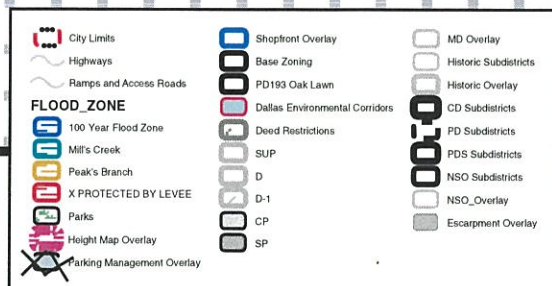 City Limits
Highways
Ramps and Access Roads
FLOOD_ZONE
100 Year Flood Zone
Mill's Creek
Peak's Branch
X PROTECTED BY LEVEE
Parks
Height Map Overlay
Parking Management Overlay
Shopfront Overlay
Base Zoning
PD193 Oak Lawn
Dallas Environmental Corridors
Deed Restrictions
SUP
D
D-1
CP
SP
MD Overlay
Historic Subdistricts
Historic Overlay
CD Subdistricts
PD Subdistricts
PDS Subdistricts
NSO Subdistricts
NSO_Overlay
Escarpment Overlay